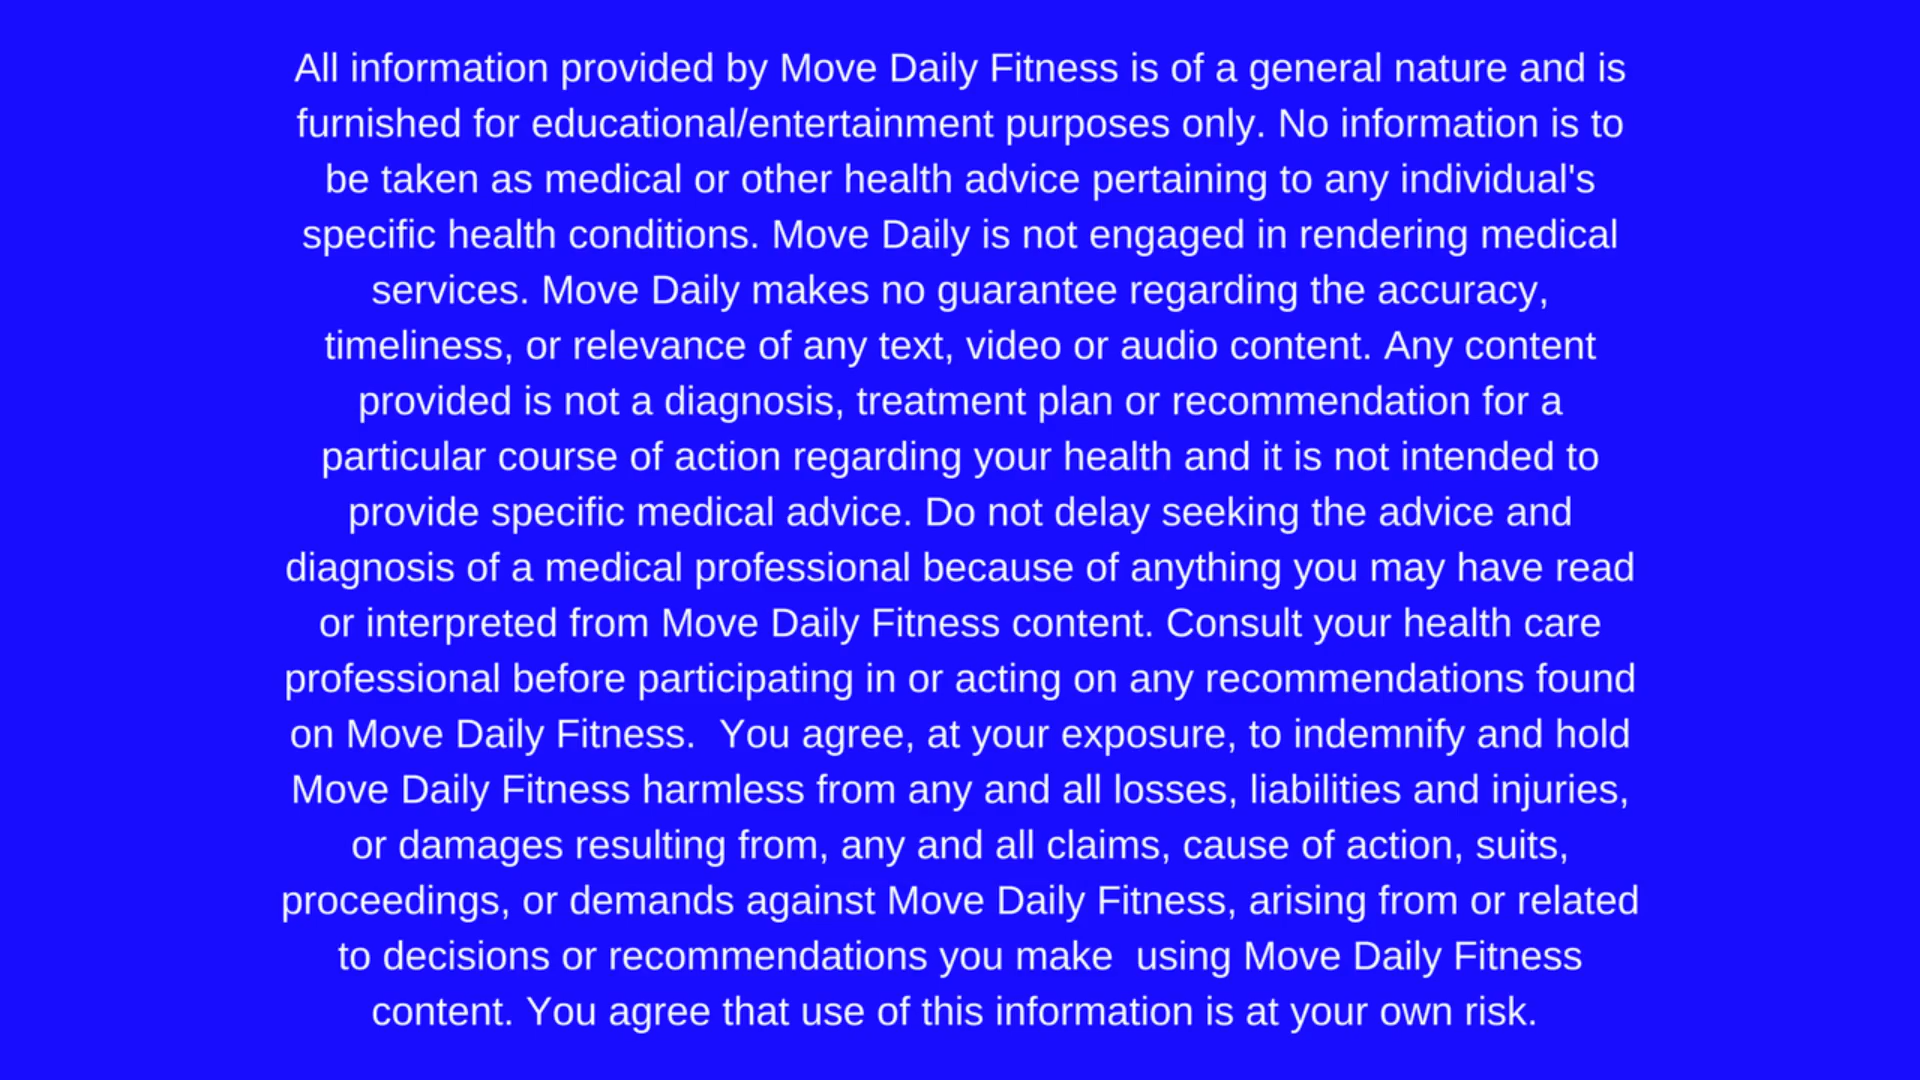 All information provided by Move Daily Fitness is of a general nature and is
furnished for educational/entertainment purposes only. No information is to
be taken as medical or other health advice pertaining to any individual's
specific health conditions. Move Daily is not engaged in rendering medical
services. Move Daily makes no guarantee regarding the accuracy,
timeliness, or relevance of any text, video or audio content. Any content
provided is not a diagnosis, treatment plan or recommendation for a
particular course of action regarding your health and it is not intended to
provide specific medical advice. Do not delay seeking the advice and
diagnosis of a medical professional because of anything you may have read
or interpreted from Move Daily Fitness content. Consult your health care
professional before participating in or acting on any recommendations found
on Move Daily Fitness.  You agree, at your exposure, to indemnify and hold
Move Daily Fitness harmless from any and all losses, liabilities and injuries,
or damages resulting from, any and all claims, cause of action, suits,
proceedings, or demands against Move Daily Fitness, arising from or related
to decisions or recommendations you make  using Move Daily Fitness
content. You agree that use of this information is at your own risk.